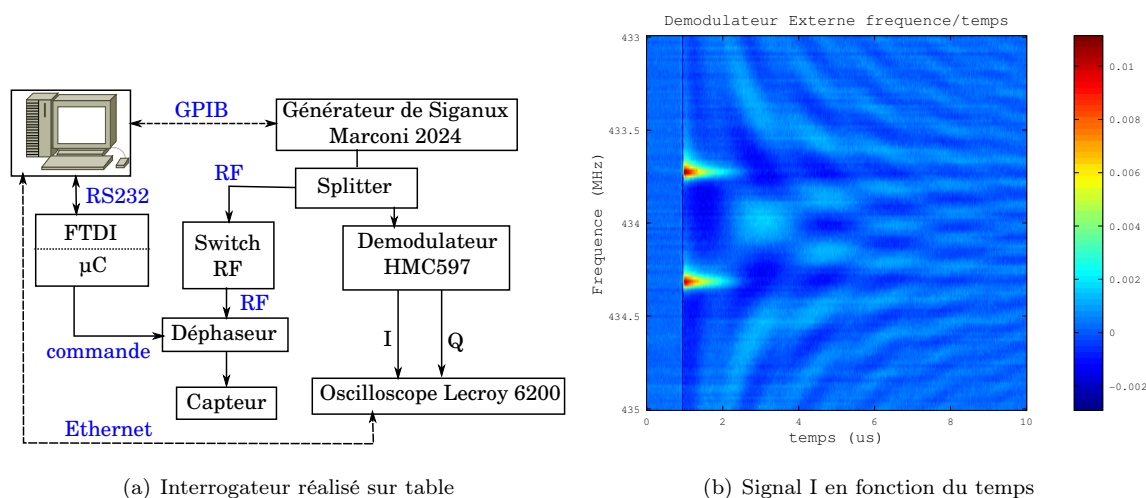 GPIB
Générateur de Siganux
Marconi 2024
RF
Splitter
RS232
FTDI
µC
Switch
RF
Demodulateur
HMC597
RF
Déphaseur
commande
I
Q
Capteur
Oscilloscope Lecroy 6200
Ethernet
(a) Interrogateur réalisé sur table
Demodulateur Externe frequence/temps
433
433.5
434
434.5
435
Frequence (MHz)
0
2
4
6
8
10
temps (us)
0.01
0.008
0.006
0.004
0.002
0
-0.002
(b) Signal I en fonction du temps